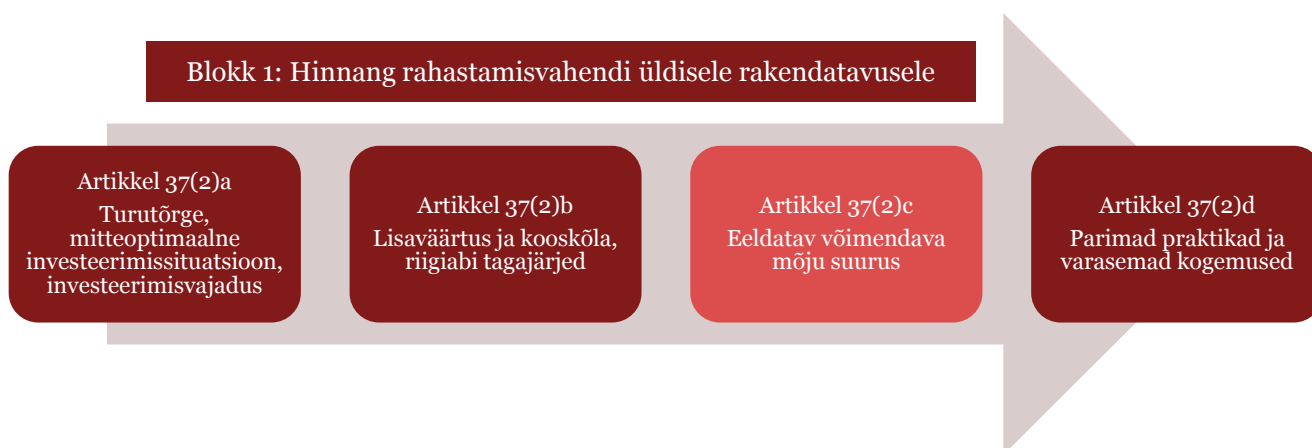 Blokk 1: Hinnang rahastamisvahendi üldisele rakendatavusele
Artikkel 37(2)a
Turutõrge,
mitteoptimaalne
investeerimissituatsioon,
investeerimisvajadus
Artikkel 37(2)b
Lisaväärtus ja kooskõla,
riigiabi tagajärjed
Artikkel 37(2)c
Eeldatav võimendava
mõju suurus
Artikkel 37(2)d
Parimad praktikad ja
varasemad kogemused